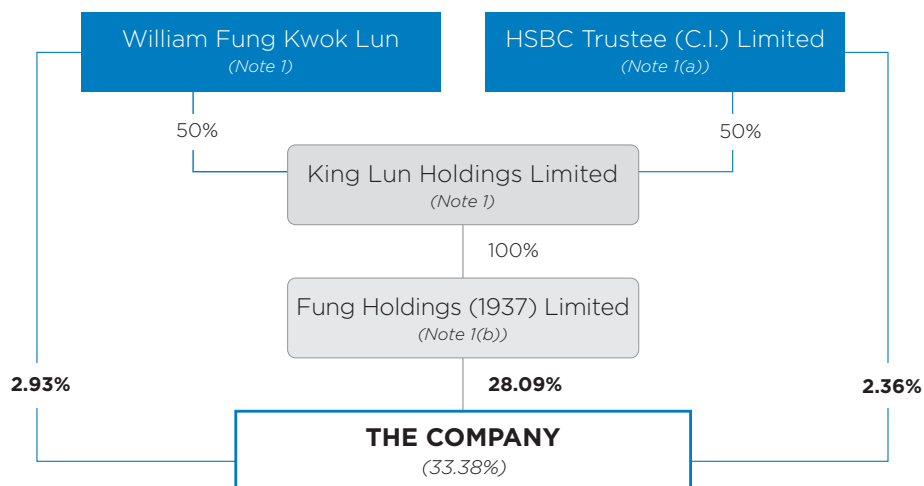 William Fung Kwok Lun
(Note 1)
HSBC Trustee (C.I.) Limited
(Note 1(a))
50%
50%
King Lun Holdings Limited
(Note 1)
100%
Fung Holdings (1937) Limited
(Note 1(b))
2.93%
28.09%
2.36%
THE COMPANY
(33.38%)